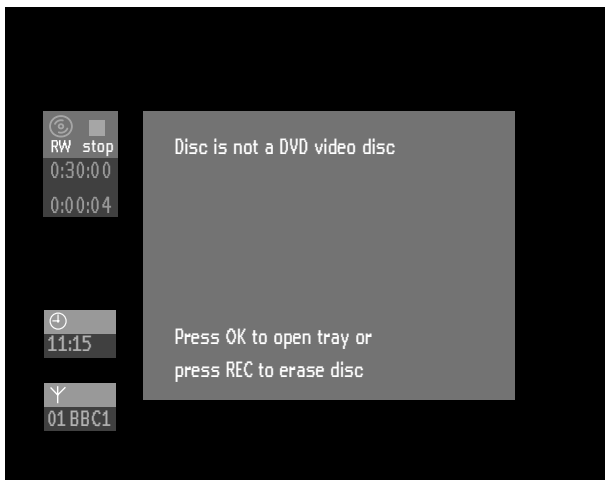 RW stop
0:30:00
0:00:04
Disc is not a DVD video disc
11:15
Press OK to open tray or
press REC to erase disc
01 BBC1